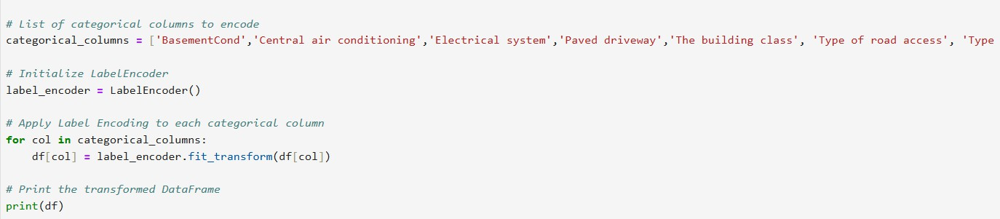 # List of categorical columns to encode
categorical_columns = ['BasementCond','Central air conditioning','Electrical system','Paved driveway','The building class', 'Type of road access', 'Type
# Initialize LabelEncoder
label_encoder = LabelEncoder()
# Apply Label Encoding to each categorical column
for col in categorical_columns:
    df[col] = label_encoder.fit_transform(df[col])
# Print the transformed DataFrame
print(df)